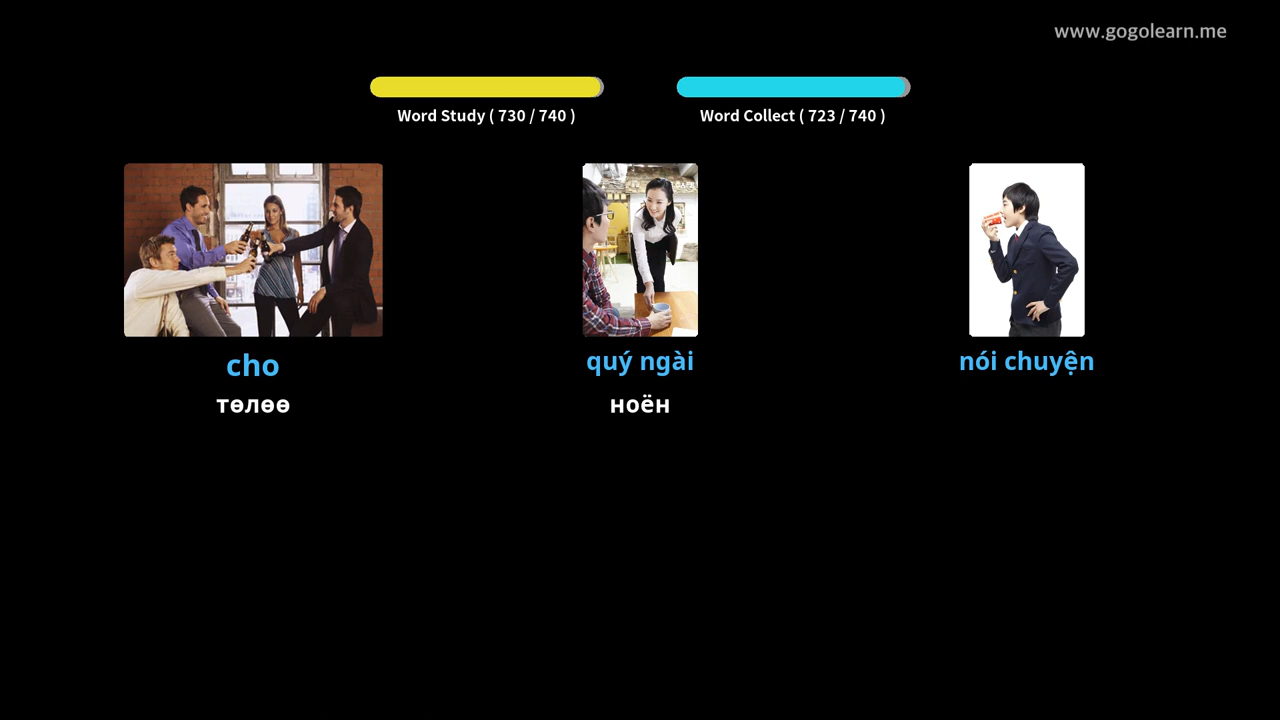 www.gogolearn.me
Word Study ( 730 / 740 )
Word Collect ( 723 / 740 )
cho
quý ngài
nói chuyện
төлөө
ноён